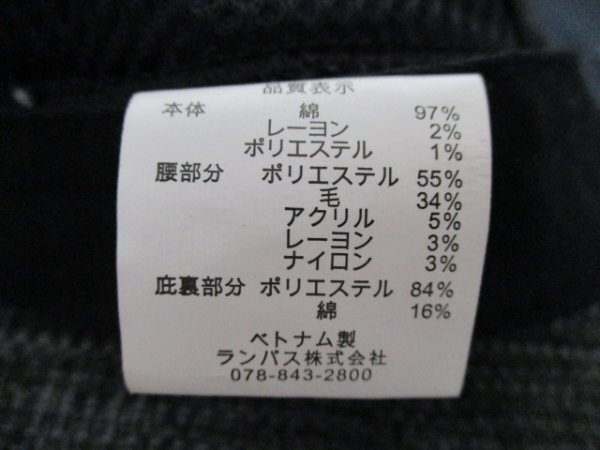 品質表示
本体 綿 97%
レーヨン 2%
ポリエステル 1%
腰部分 ポリエステル 55%
毛 34%
アクリル 5%
レーヨン 3%
ナイロン 3%
庇裏部分 ポリエステル 84%
綿 16%
ベトナム製
ランパス株式会社
078-843-2800